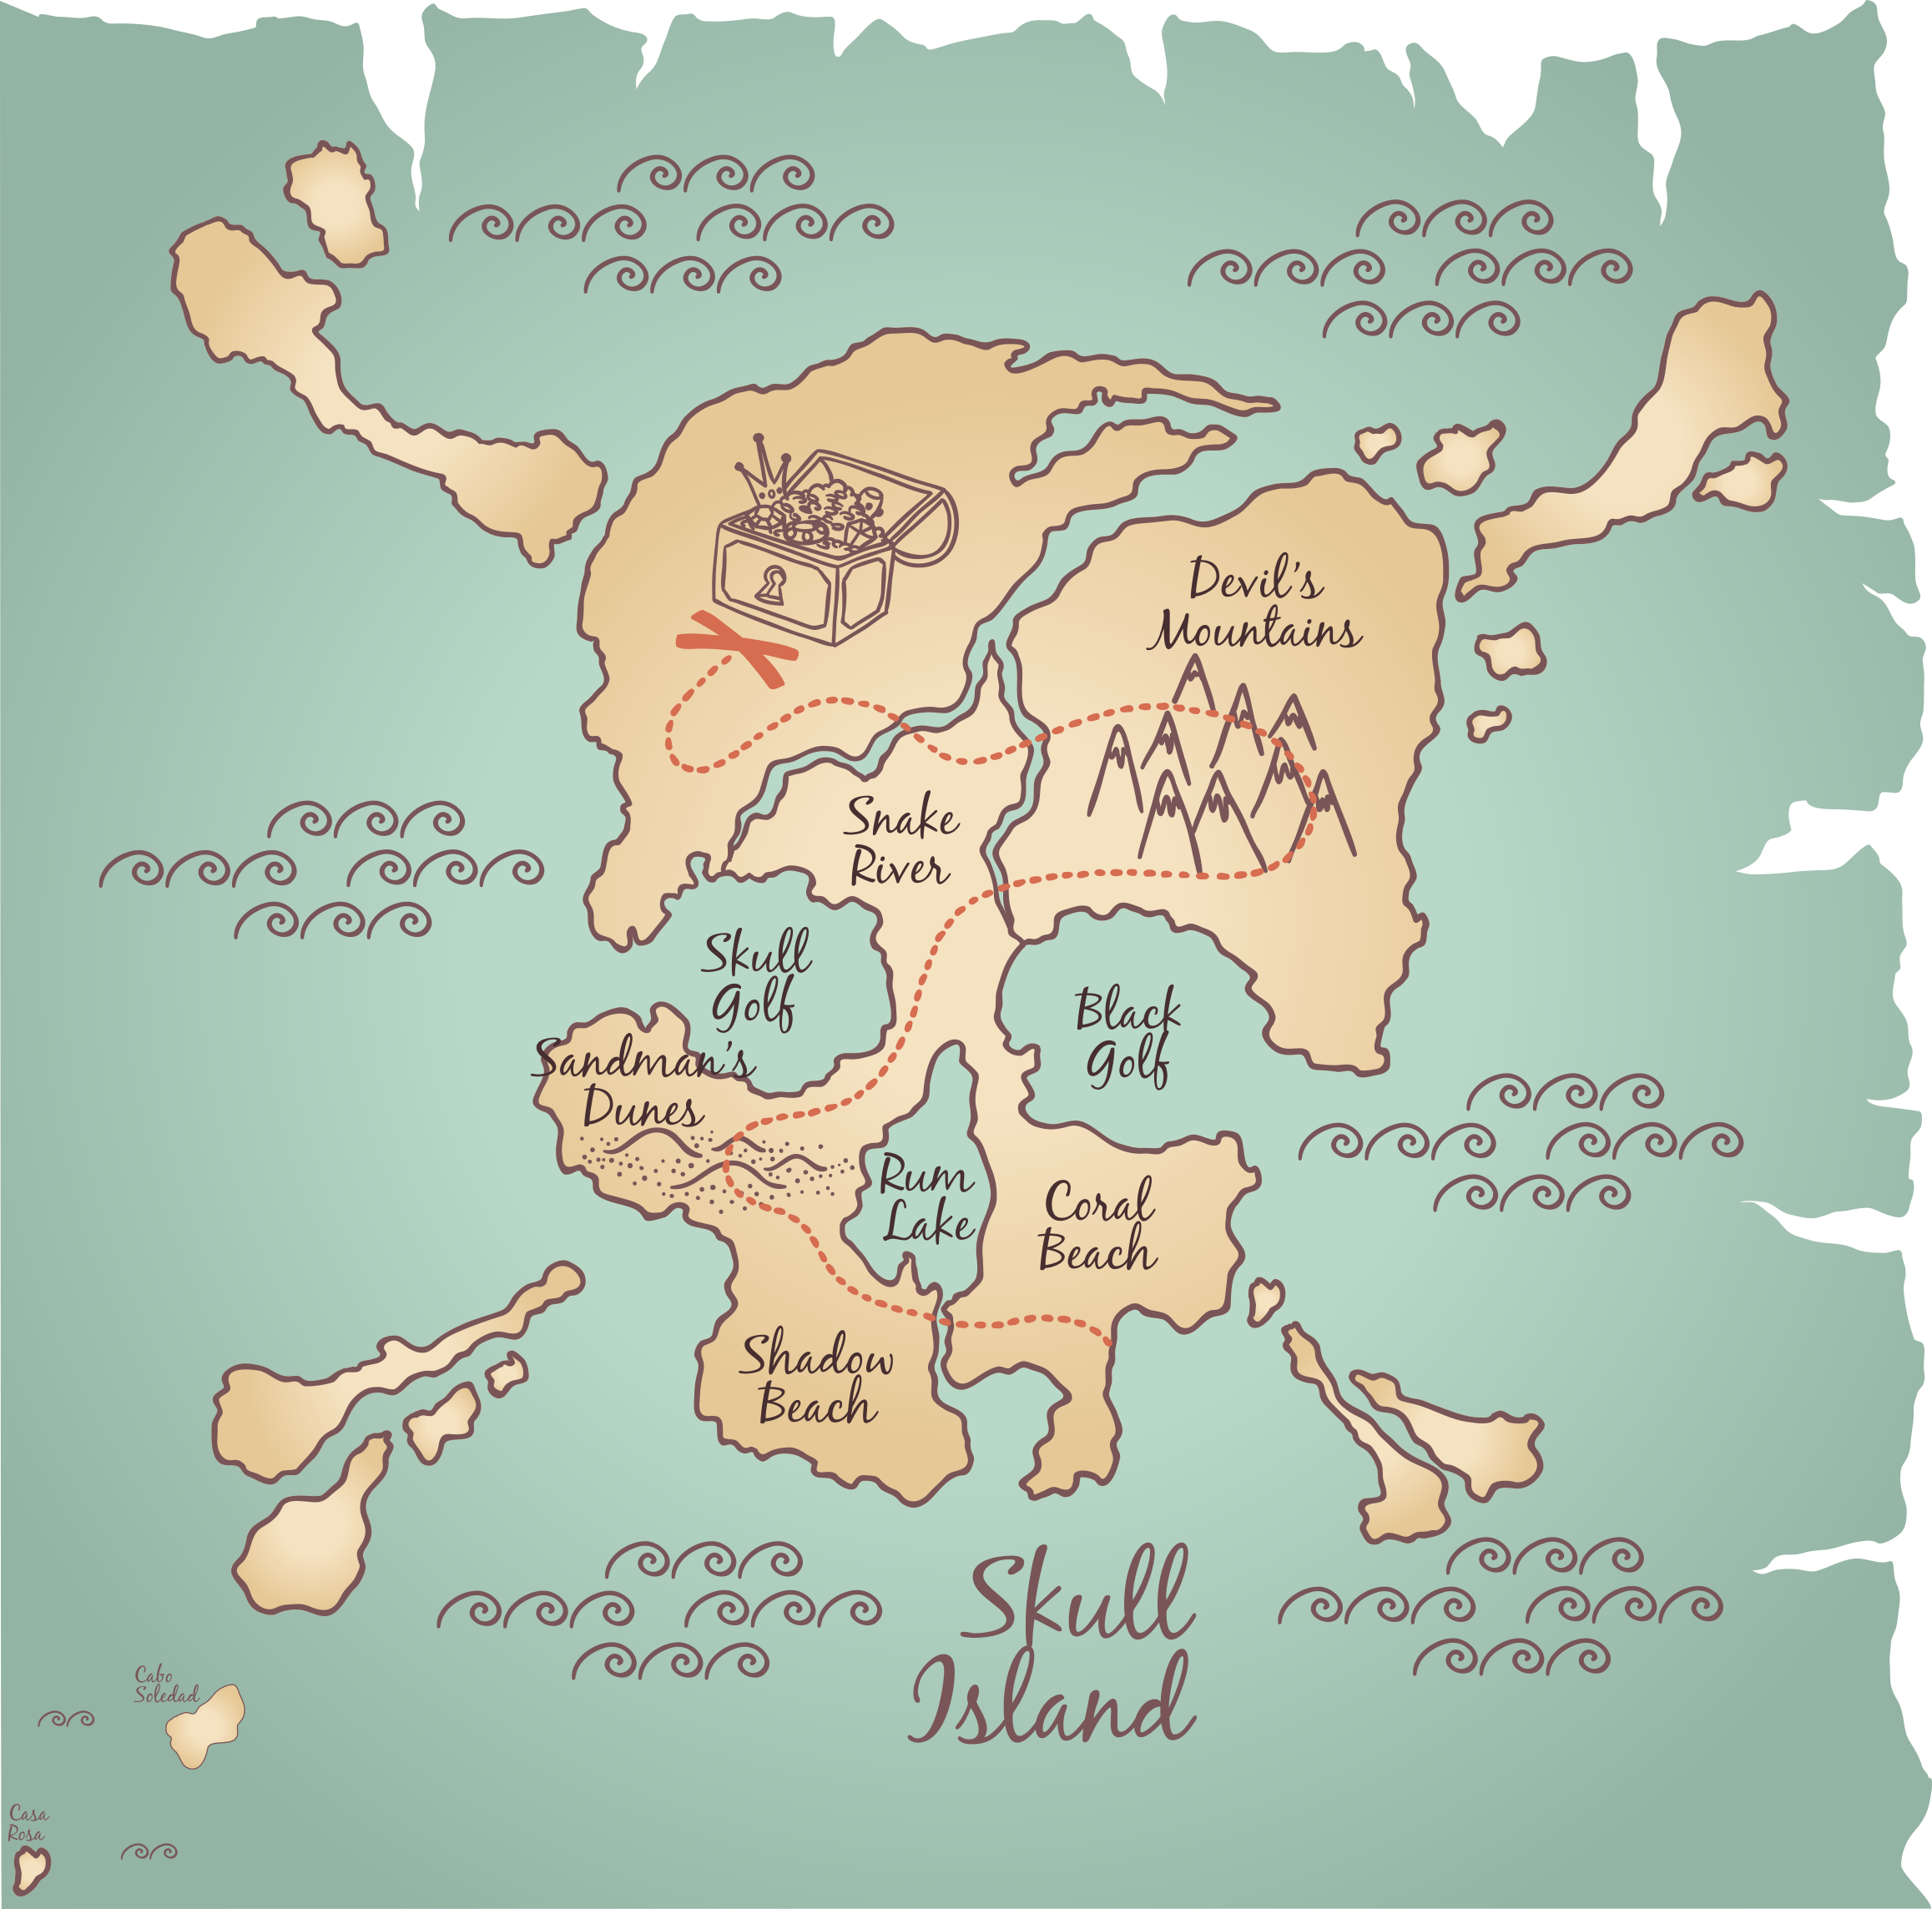 Devil's
Mountains
Snake
River
Skull
Golf
Black
Golf
Sandman's
Dunes
Rum
Lake
Coral
Beach
Shadow
Beach
Skull
Island
Cabo
Soledad
Casa
Rosa